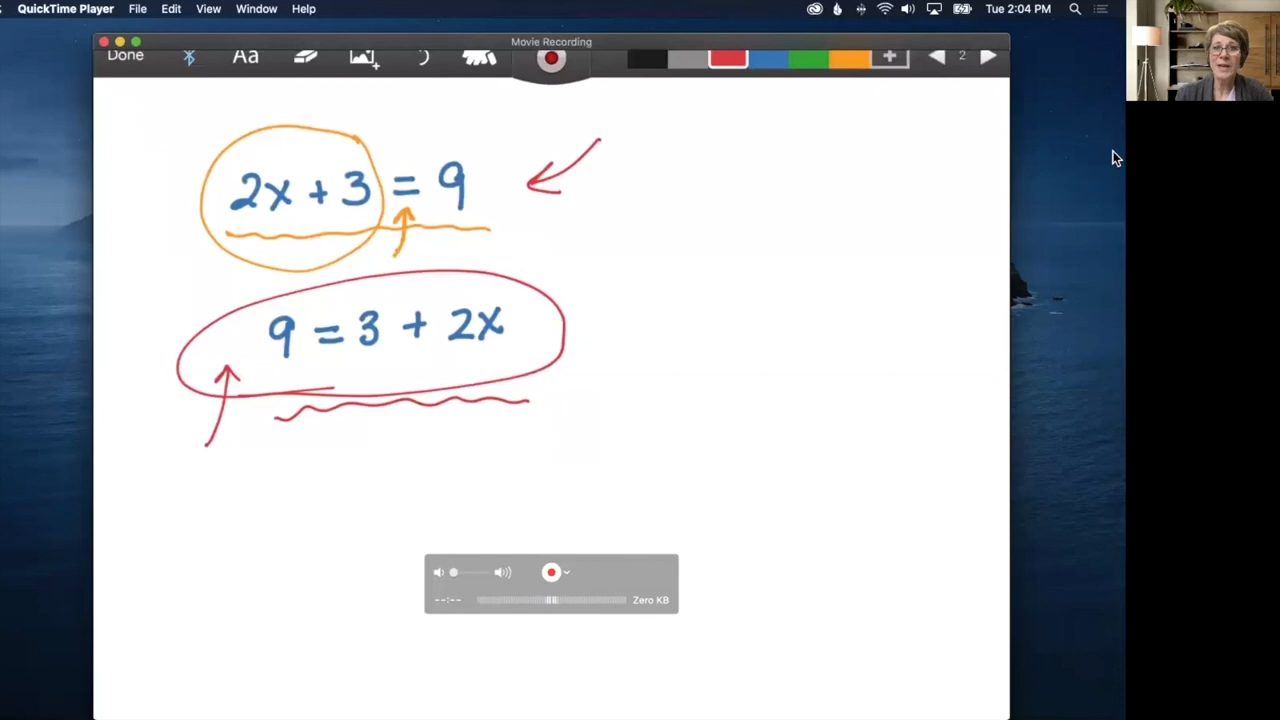 QuickTime Player File Edit View Window Help Tue 2:04 PM
Movie Recording
Done Aa 2
2x + 3 = 9
9 = 3 + 2x
--:-- Zero KB